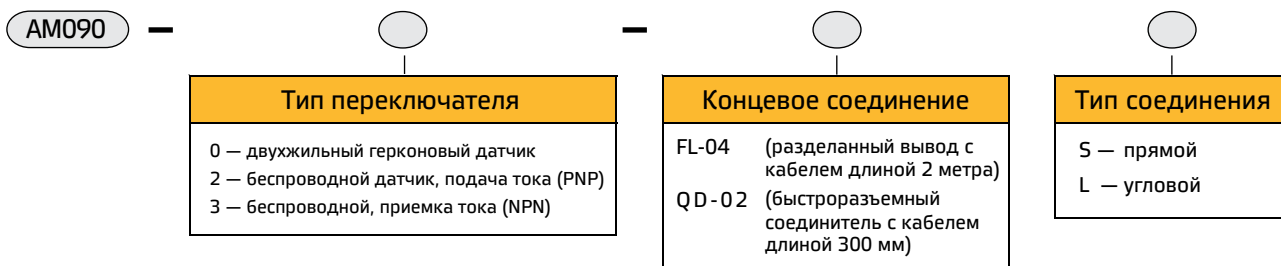 AM090 — —
Тип переключателя
0 — двухжильный герконовый датчик
2 — беспроводной датчик, подача тока (PNP)
3 — беспроводной, приемка тока (NPN)
Концевое соединение
FL-04 (разделанный вывод с
кабелем длиной 2 метра)
QD-02 (быстроразъемный
соединитель с кабелем
длиной 300 мм)
Тип соединения
S — прямой
L — угловой